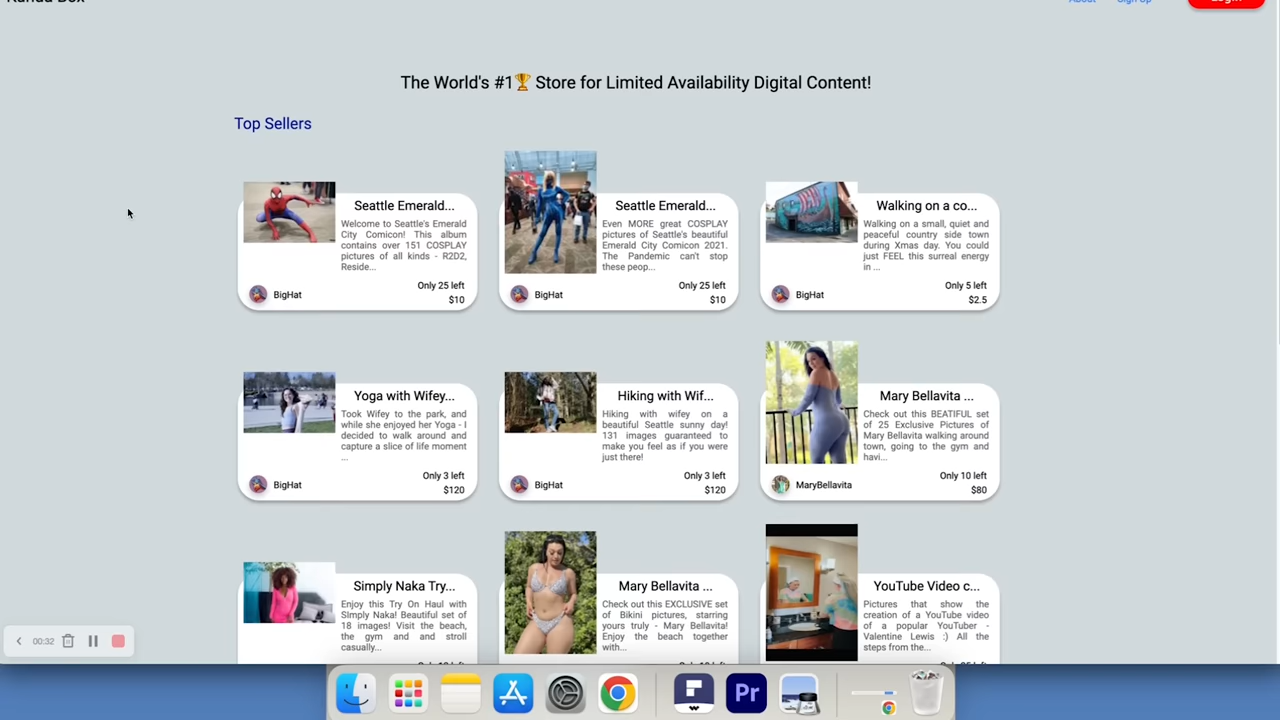 The World's #1🏆 Store for Limited Availability Digital Content!
Top Sellers
Seattle Emerald...
Welcome to Seattle's Emerald
City Comicon! This album
contains over 151 COSPLAY
pictures of all kinds - R2D2,
Reside...
Only 25 left
BigHat
$10
Seattle Emerald...
Even MORE great COSPLAY
pictures of Seattle's beautiful
Emerald City Comicon 2021.
The Pandemic can't stop
these peop...
Only 25 left
BigHat
$10
Walking on a co...
Walking on a small, quiet and
peaceful country side town
during Xmas day. You could
just FEEL this surreal energy
in ...
Only 5 left
BigHat
$2.5
Yoga with Wifey...
Took Wifey to the park, and
while she enjoyed her Yoga - I
decided to walk around and
capture a slice of life moment
...
Only 3 left
BigHat
$120
Hiking with Wif...
Hiking with wifey on a
beautiful Seattle sunny day!
131 images guaranteed to
make you feel as if you were
just there!
Only 3 left
BigHat
$120
Mary Bellavita ...
Check out this BEATIFUL set
of 25 Exclusive Pictures of
Mary Bellavita walking around
town, going to the gym and
havi...
Only 10 left
MaryBellavita
$80
Simply Naka Try...
Enjoy this Try On Haul with
SImply Naka! Beautiful set of
18 images! Visit the beach,
the gym and and stroll
casually...
Mary Bellavita ...
Check out this EXCLUSIVE set
of Bikini pictures, starring
yours truly - Mary Bellavita!
Enjoy the beach together
with...
YouTube Video c...
Pictures that show the
creation of a YouTube video
of a popular YouTuber -
Valentine Lewis :) All the
steps from the...
00:32
Pr